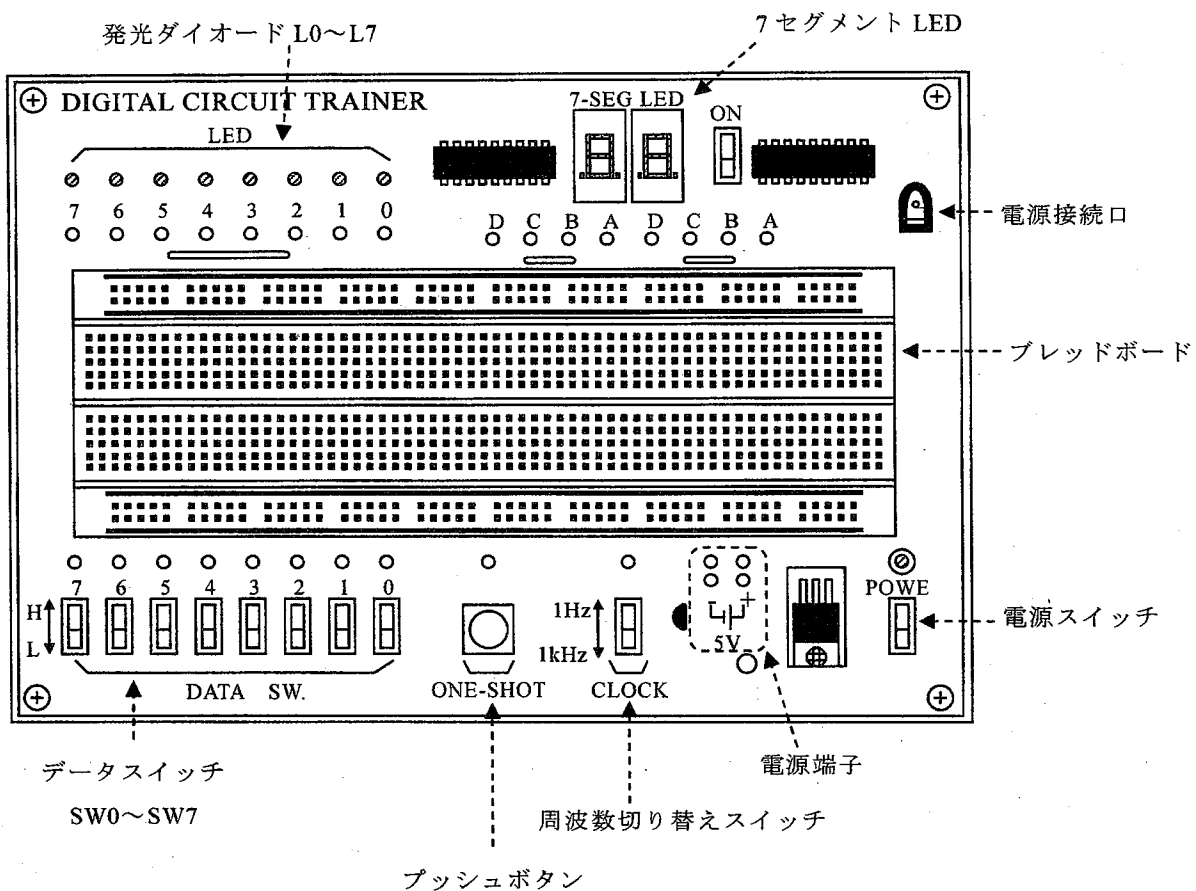 発光ダイオード L0～L7
7 セグメント LED
DIGITAL CIRCUIT TRAINER
7-SEG LED
ON
LED
7 6 5 4 3 2 1 0
D C B A D C B A
電源接続口
ブレッドボード
7 6 5 4 3 2 1 0
POWE
H
L
1Hz
1kHz
+
5V
電源スイッチ
DATA SW.
ONE-SHOT
CLOCK
データスイッチ
SW0～SW7
電源端子
周波数切り替えスイッチ
プッシュボタン